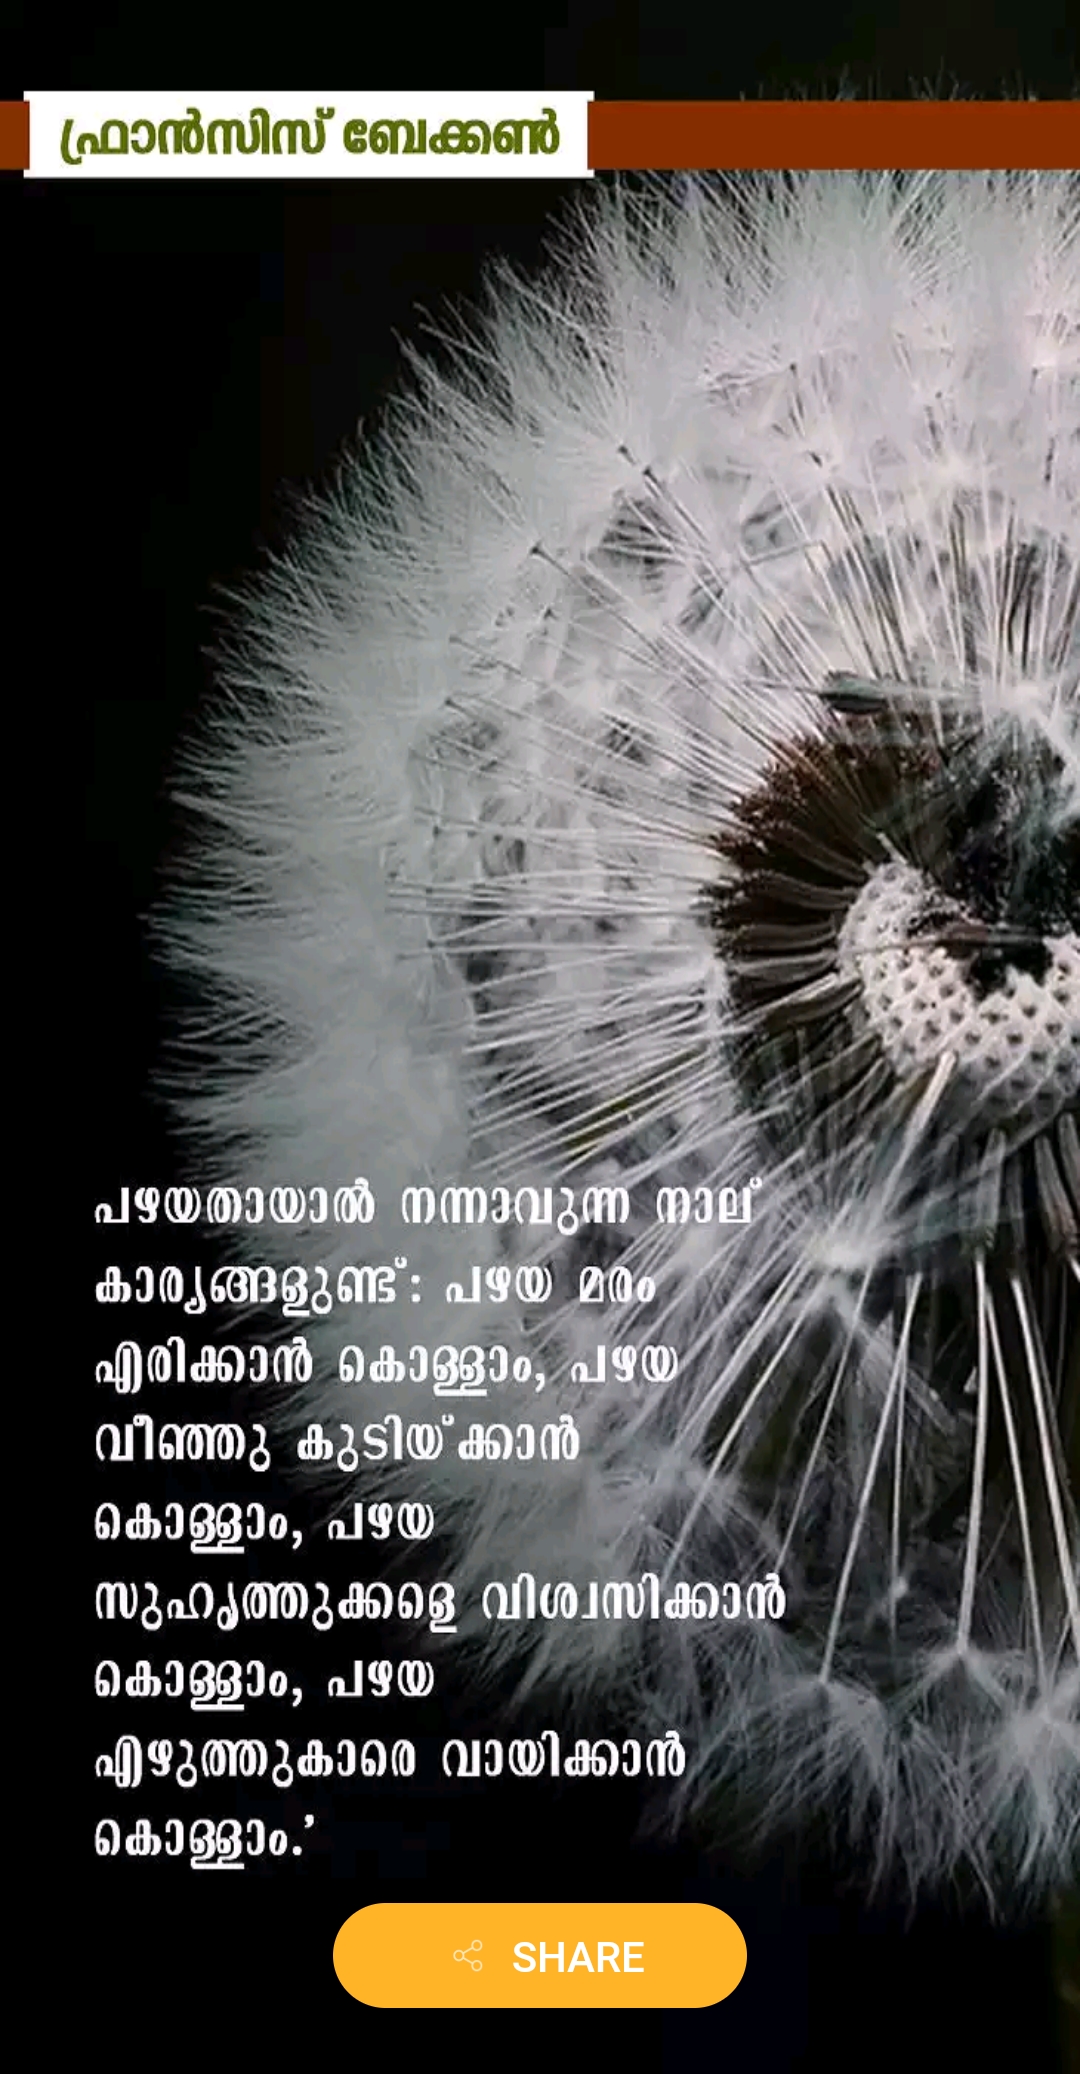 ഫ്രാൻസിസ് ബേക്കൺ
പഴയതായാൽ നന്നാവുന്ന നാല്
കാര്യങ്ങളുണ്ട്: പഴയ മരം
എരിക്കാൻ കൊള്ളാം, പഴയ
വീഞ്ഞു കുടിയ്ക്കാൻ
കൊള്ളാം, പഴയ
സുഹൃത്തുക്കളെ വിശ്വസിക്കാൻ
കൊള്ളാം, പഴയ
എഴുത്തുകാരെ വായിക്കാൻ
കൊള്ളാം.’
SHARE